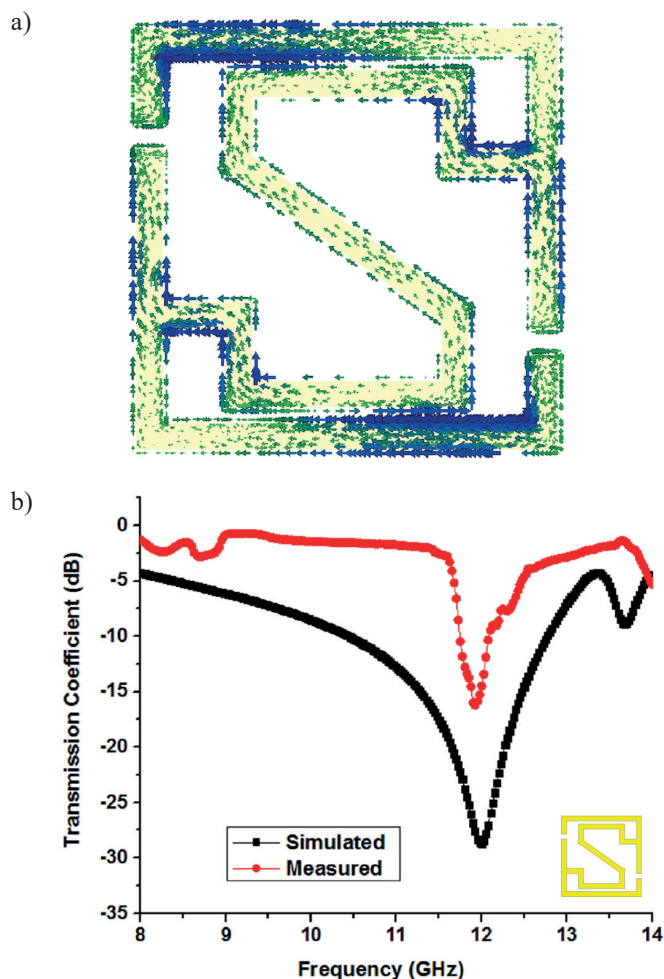 a)
b)
0
-5
-10
-15
-20
-25
-30
-35
Transmission Coefficient (dB)
Simulated
Measured
8 9 10 11 12 13 14
Frequency (GHz)